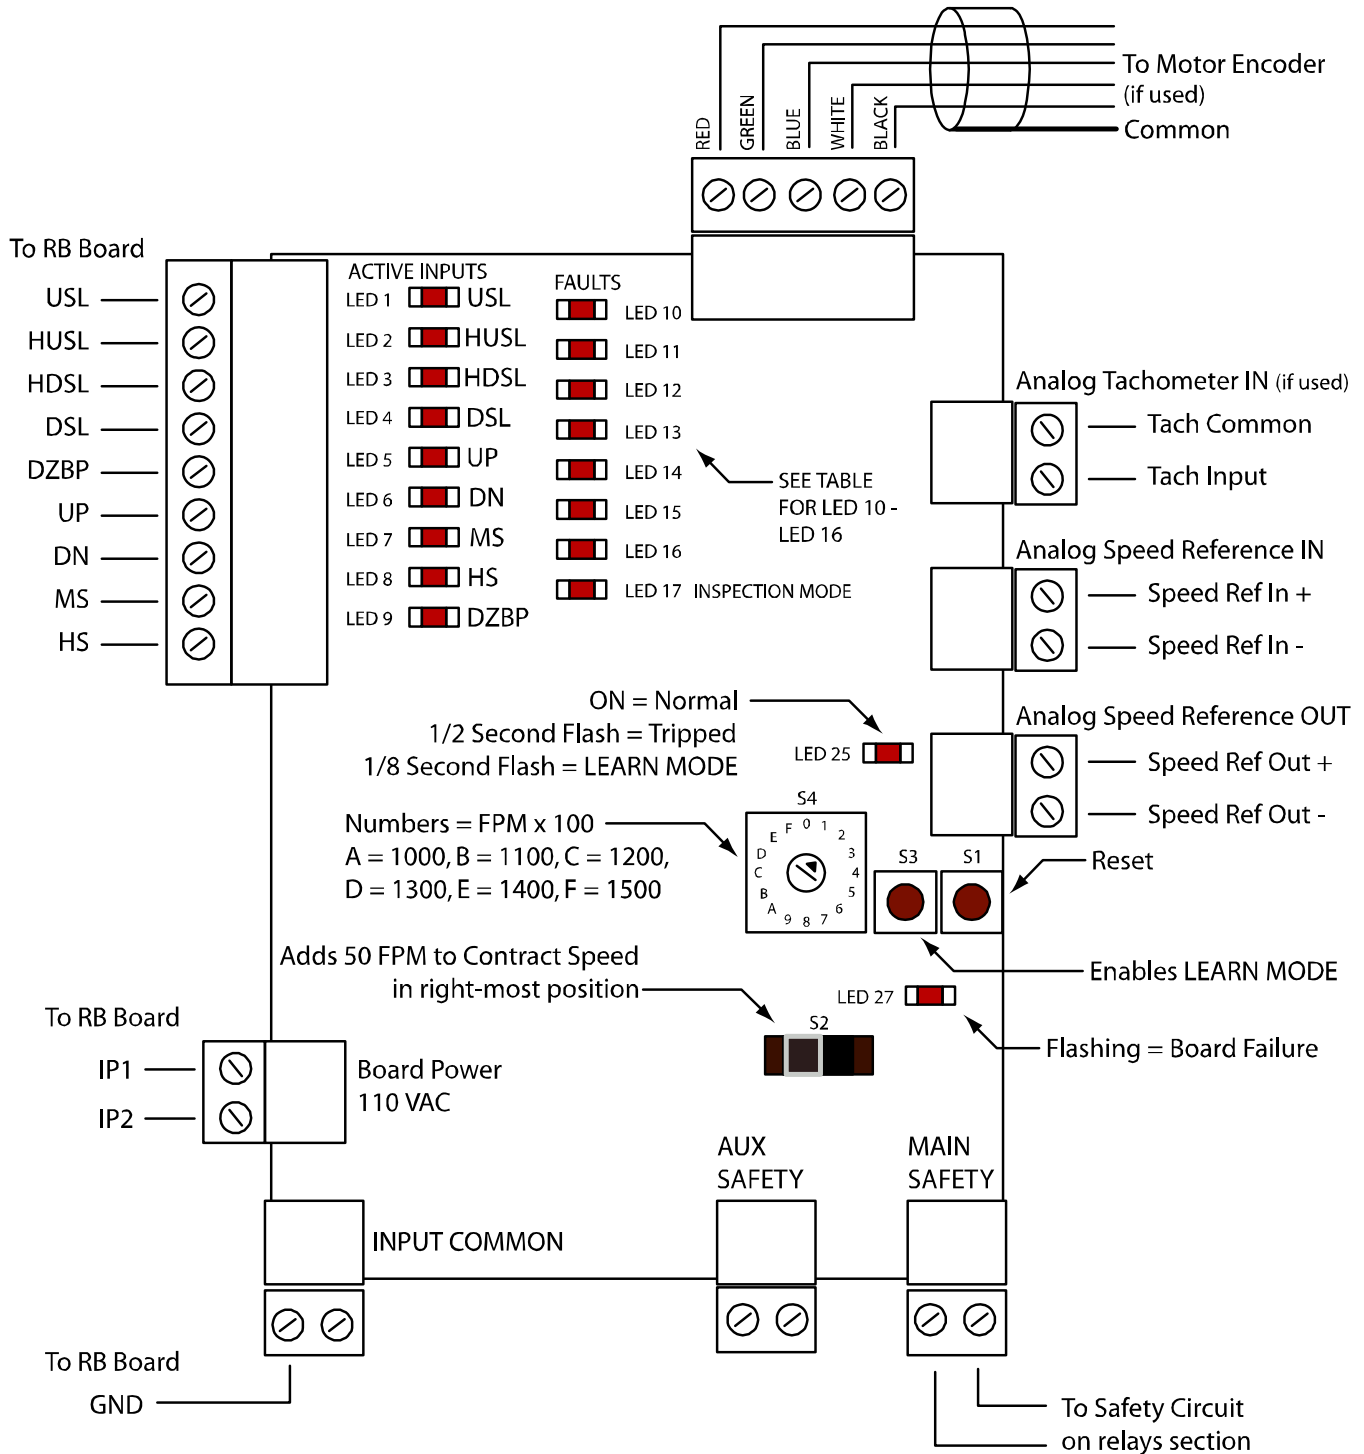 RED
GREEN
BLUE
WHITE
BLACK
To Motor Encoder
(if used)
Common
To RB Board
USL
HUSL
HDSL
DSL
DZBP
UP
DN
MS
HS
ACTIVE INPUTS
LED 1 USL
LED 2 HUSL
LED 3 HDSL
LED 4 DSL
LED 5 UP
LED 6 DN
LED 7 MS
LED 8 HS
LED 9 DZBP
FAULTS
LED 10
LED 11
LED 12
LED 13
LED 14
LED 15
LED 16
LED 17 INSPECTION MODE
SEE TABLE
FOR LED 10 -
LED 16
Analog Tachometer IN (if used)
Tach Common
Tach Input
Analog Speed Reference IN
Speed Ref In +
Speed Ref In -
Analog Speed Reference OUT
Speed Ref Out +
Speed Ref Out -
ON = Normal
1/2 Second Flash = Tripped
1/8 Second Flash = LEARN MODE
LED 25
Numbers = FPM x 100
A = 1000, B = 1100, C = 1200,
D = 1300, E = 1400, F = 1500
S4
0 1 2 3 4 5 6 7 8 9 A B C D E F
S3
S1
Reset
Enables LEARN MODE
Adds 50 FPM to Contract Speed
in right-most position
LED 27
S2
Flashing = Board Failure
To RB Board
IP1
IP2
Board Power
110 VAC
INPUT COMMON
AUX
SAFETY
MAIN
SAFETY
To RB Board
GND
To Safety Circuit
on relays section